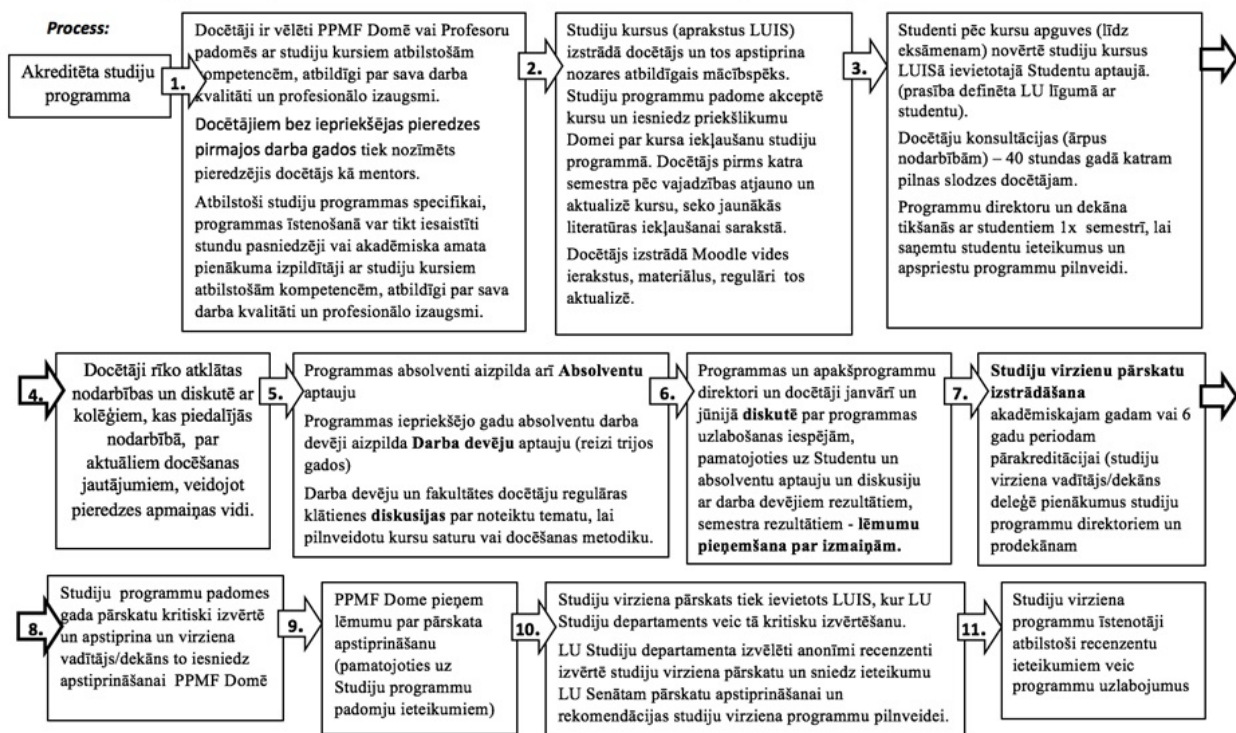 Process:
Akreditēta studiju
programma
1.
Docētāji ir vēlēti PPMF Domē vai Profesoru
padomēs ar studiju kursiem atbilstošām
kompetencēm, atbildīgi par sava darba
kvalitāti un profesionālo izaugsmi.
Docētājiem bez iepriekšējas pieredzes
pirmajos darba gados tiek nozīmēts
pieredzējis docētājs kā mentors.
Atbilstoši studiju programmas specifikai,
programmas īstenošanā var tikt iesaistīti
stundu pasniedzēji vai akadēmiska amata
pienākuma izpildītāji ar studiju kursiem
atbilstošām kompetencēm, atbildīgi par sava
darba kvalitāti un profesionālo izaugsmi.
2.
Studiju kursus (aprakstus LUIS)
izstrādā docētājs un tos apstiprina
nozares atbildīgais mācībspēks.
Studiju programmu padome akceptē
kursu un iesniedz priekšlikumu
Domei par kursa iekļaušanu studiju
programmā. Docētājs pirms katra
semestra pēc vajadzības atjauno un
aktualizē kursu, seko jaunākās
literatūras iekļaušanai sarakstā.
Docētājs izstrādā Moodle vides
ierakstus, materiālus, regulāri tos
aktualizē.
3.
Studenti pēc kursu apguves (līdz
eksāmenam) novērtē studiju kursus
LUISā ievietotajā Studentu aptaujā.
(prasība definēta LU līgumā ar
studentu).
Docētāju konsultācijas (ārpus
nodarbībām) – 40 stundas gadā katram
pilnas slodzes docētājam.
Programmu direktoru un dekāna
tikšanās ar studentiem 1x semestrī, lai
saņemtu studentu ieteikumus un
apspriestu programmu pilnveidi.
4.
Docētāji rīko atklātas
nodarbības un diskutē ar
kolēģiem, kas piedalījās
nodarbībā, par
aktuāliem docēšanas
jautājumiem, veidojot
pieredzes apmaiņas vidi.
5.
Programmas absolventi aizpilda arī Absolventu
aptauju
Programmas iepriekšējo gadu absolventu darba
devēji aizpilda Darba devēju aptauju (reizi trijos
gados)
Darba devēju un fakultātes docētāju regulāras
klātienes diskusijas par noteiktu tematu, lai
pilnveidotu kursu saturu vai docēšanas metodiku.
6.
Programmas un apakšprogrammu
direktori un docētāji janvārī un
jūnijā diskutē par programmas
uzlabošanas iespējām,
pamatojoties uz Studentu un
absolventu aptauju un diskusiju
ar darba devējiem rezultātiem,
semestra rezultātiem - lēmumu
pieņemšana par izmaiņām.
7.
Studiju virzienu pārskatu
izstrādāšana
akadēmiskajam gadam vai 6
gadu periodam
pārakreditācijai (studiju
virziena vadītājs/dekāns
deleģē pienākumus studiju
programmu direktoriem un
prodekānam
8.
Studiju programmu padomes
gada pārskatu kritiski izvērtē
un apstiprina un virziena
vadītājs/dekāns to iesniedz
apstiprināšanai PPMF Domē
9.
PPMF Dome pieņem
lēmumu par pārskata
apstiprināšanu
(pamatojoties uz
Studiju programmu
padomju ieteikumiem)
10.
Studiju virziena pārskats tiek ievietots LUIS, kur LU
Studiju departaments veic tā kritisku izvērtēšanu.
LU Studiju departamenta izvēlēti anonīmi recenzenti
izvērtē studiju virziena pārskatu un sniedz ieteikumu
LU Senātam pārskatu apstiprināšanai un
rekomendācijas studiju virziena programmu pilnveidei.
11.
Studiju virziena
programmu īstenotāji
atbilstoši recenzentu
ieteikumiem veic
programmu uzlabojumus